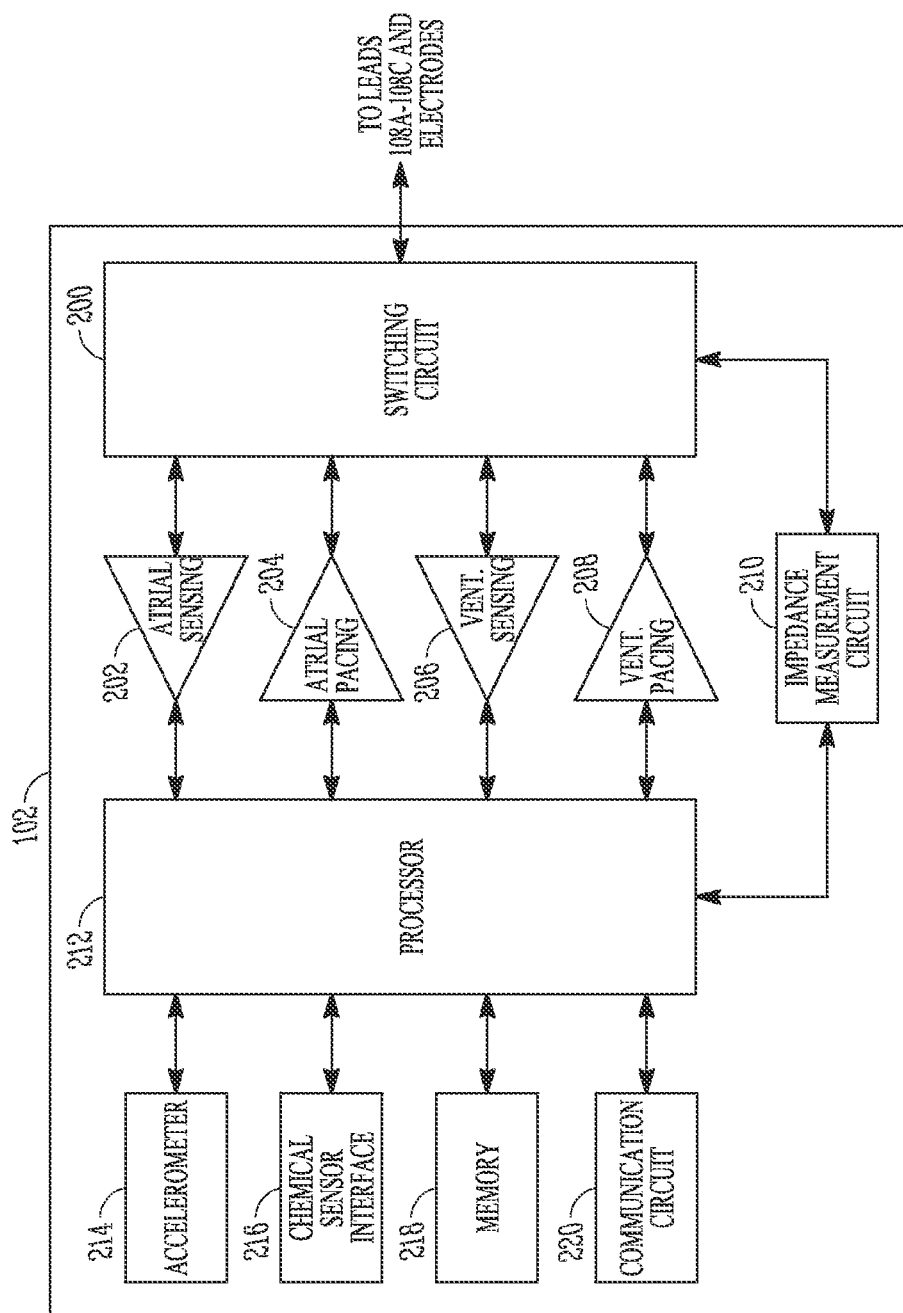 102
TO LEADS
108A-108C AND
ELECTRODES
200
SWITCHING
CIRCUIT
202
ATRIAL
SENSING
204
ATRIAL
PACING
206
VENT.
SENSING
208
VENT.
PACING
210
IMPEDANCE
MEASUREMENT
CIRCUIT
212
PROCESSOR
214
ACCELEROMETER
216
CHEMICAL
SENSOR
INTERFACE
218
MEMORY
220
COMMUNICATION
CIRCUIT